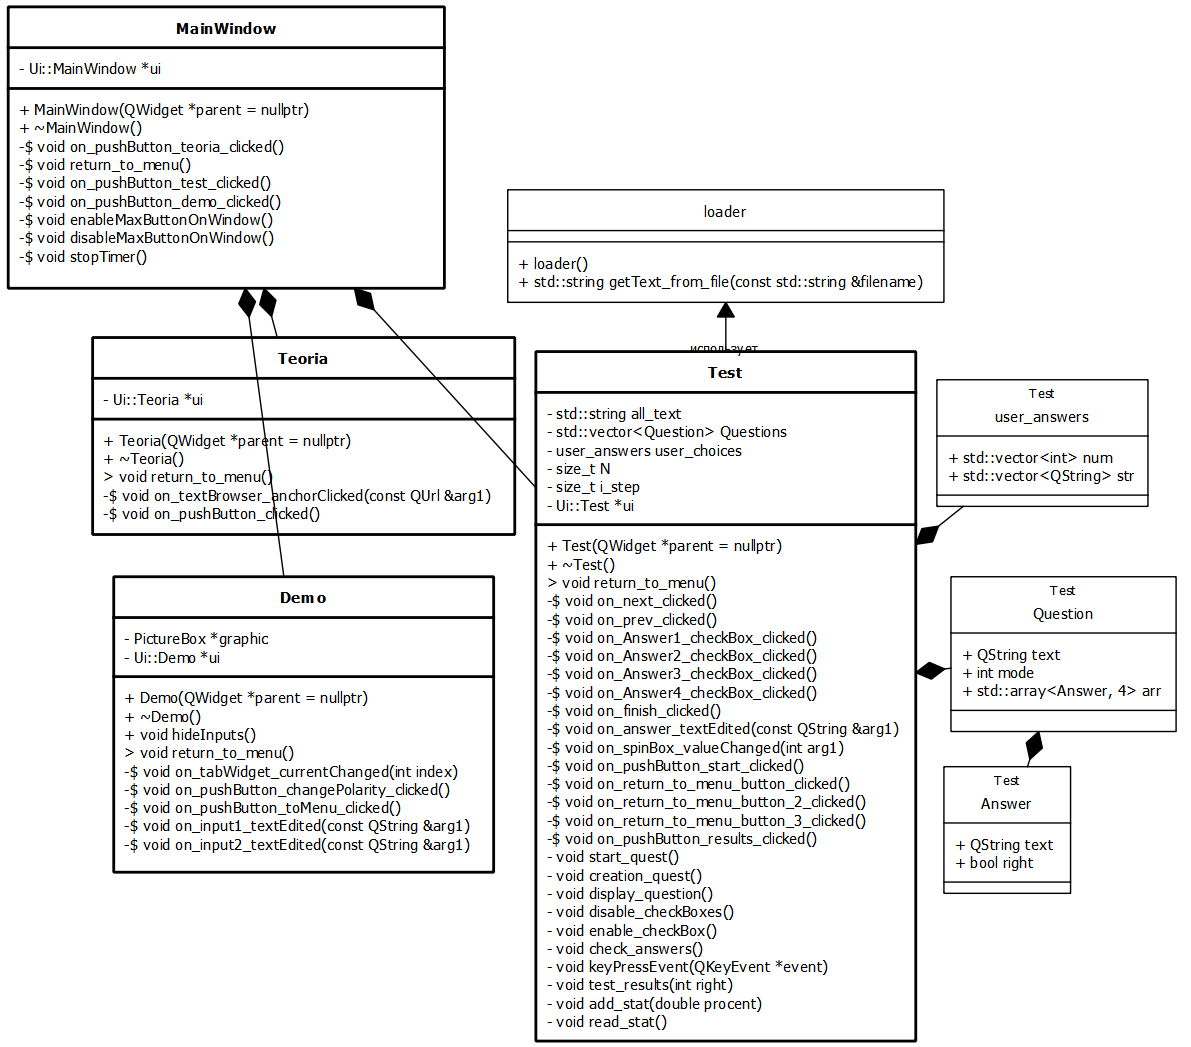 MainWindow
- Ui::MainWindow *ui
+ MainWindow(QWidget *parent = nullptr)
+ ~MainWindow()
-$ void on_pushButton_teoria_clicked()
-$ void return_to_menu()
-$ void on_pushButton_test_clicked()
-$ void on_pushButton_demo_clicked()
-$ void enableMaxButtonOnWindow()
-$ void disableMaxButtonOnWindow()
-$ void stopTimer()
loader
+ loader()
+ std::string getText_from_file(const std::string &filename)
использует
Teoria
- Ui::Teoria *ui
+ Teoria(QWidget *parent = nullptr)
+ ~Teoria()
> void return_to_menu()
-$ void on_textBrowser_anchorClicked(const QUrl &arg1)
-$ void on_pushButton_clicked()
Demo
- PictureBox *graphic
- Ui::Demo *ui
+ Demo(QWidget *parent = nullptr)
+ ~Demo()
+ void hideInputs()
> void return_to_menu()
-$ void on_tabWidget_currentChanged(int index)
-$ void on_pushButton_changePolarity_clicked()
-$ void on_pushButton_toMenu_clicked()
-$ void on_input1_textEdited(const QString &arg1)
-$ void on_input2_textEdited(const QString &arg1)
Test
- std::string all_text
- std::vector<Question> Questions
- user_answers user_choices
- size_t N
- size_t i_step
- Ui::Test *ui
+ Test(QWidget *parent = nullptr)
+ ~Test()
> void return_to_menu()
-$ void on_next_clicked()
-$ void on_prev_clicked()
-$ void on_Answer1_checkBox_clicked()
-$ void on_Answer2_checkBox_clicked()
-$ void on_Answer3_checkBox_clicked()
-$ void on_Answer4_checkBox_clicked()
-$ void on_finish_clicked()
-$ void on_answer_textEdited(const QString &arg1)
-$ void on_spinBox_valueChanged(int arg1)
-$ void on_pushButton_start_clicked()
-$ void on_return_to_menu_button_clicked()
-$ void on_return_to_menu_button_2_clicked()
-$ void on_return_to_menu_button_3_clicked()
-$ void on_pushButton_results_clicked()
- void start_quest()
- void creation_quest()
- void display_question()
- void disable_checkBoxes()
- void enable_checkBox()
- void check_answers()
- void keyPressEvent(QKeyEvent *event)
- void test_results(int right)
- void add_stat(double procent)
- void read_stat()
Test
user_answers
+ std::vector<int> num
+ std::vector<QString> str
Test
Question
+ QString text
+ int mode
+ std::array<Answer, 4> arr
Test
Answer
+ QString text
+ bool right